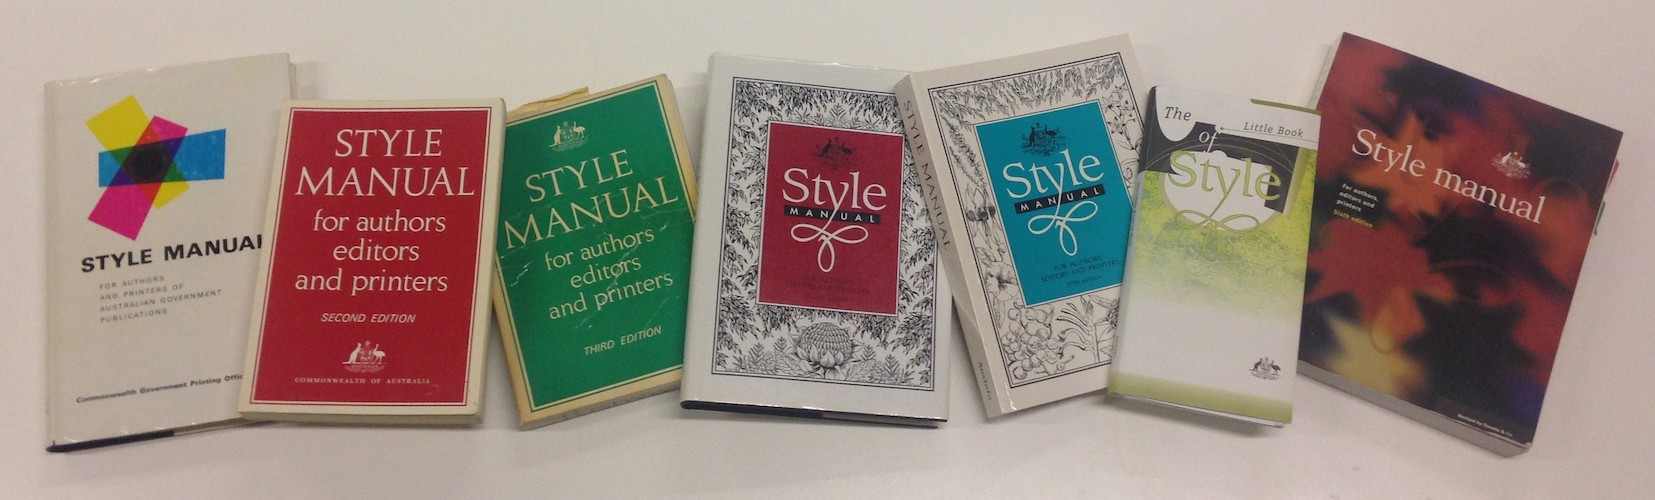 STYLE MANUAL
FOR AUTHORS
AND PRINTERS OF
AUSTRALIAN GOVERNMENT
PUBLICATIONS
Commonwealth Government Printing Offic
STYLE
MANUAL
for authors
editors
and printers
SECOND EDITION
COMMONWEALTH OF AUSTRALIA
STYLE
MANUAL
for authors
editors
and printers
THIRD EDITION
Style
MANUAL
STYLE MANUAL
Style
MANUAL
FOR AUTHORS,
EDITORS AND PRINTERS
Fifth edition
The
Little Book
of
Style
Style manual
for authors,
editors and
printers
Sixth edition